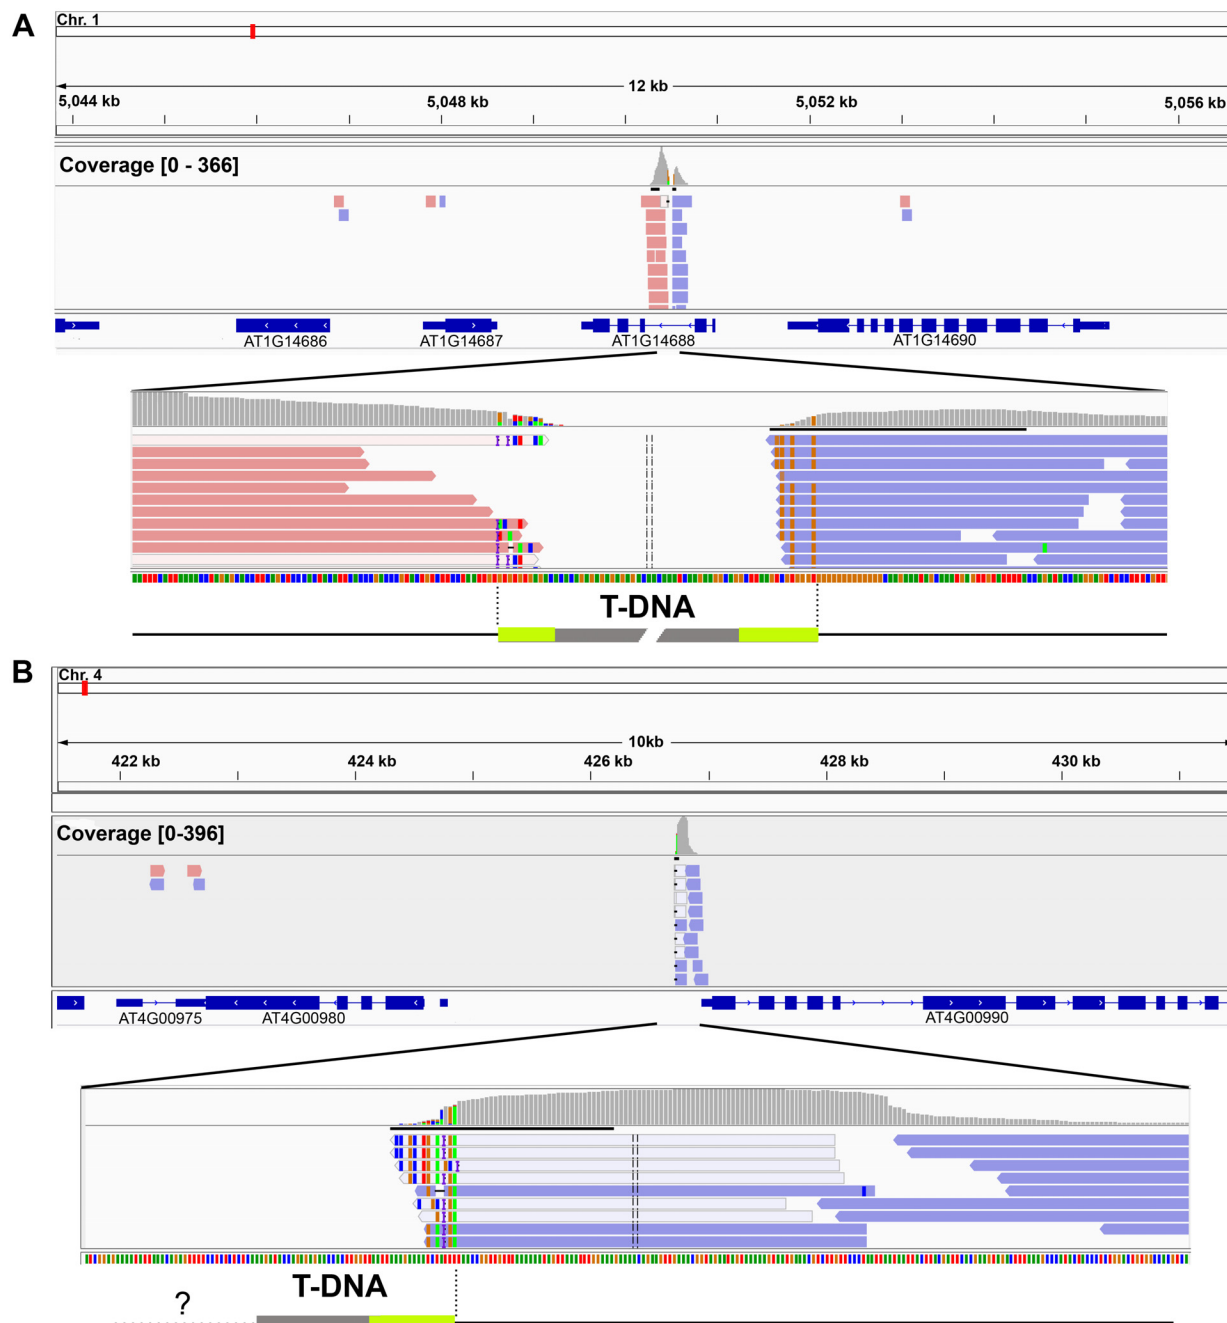 A
Chr. 1
12 kb
5,044 kb 5,048 kb 5,052 kb 5,056 kb
Coverage [0 - 366]
AT1G14686 AT1G14687 AT1G14688 AT1G14690
T-DNA
B
Chr. 4
10kb
422 kb 424 kb 426 kb 428 kb 430 kb
Coverage [0-396]
AT4G00975 AT4G00980 AT4G00990
T-DNA
?